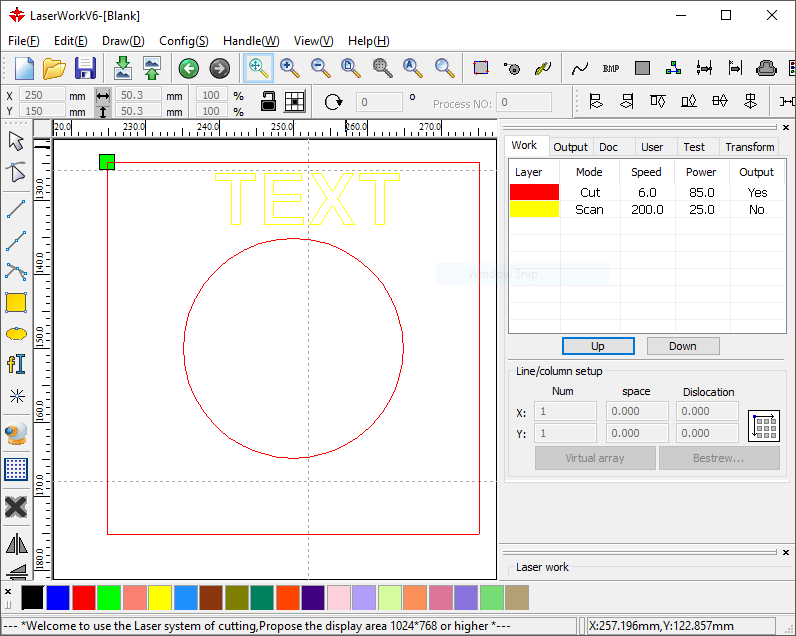 LaserWorkV6-[Blank]
File(F) Edit(E) Draw(D) Config(S) Handle(W) View(V) Help(H)
BMP
X 250 mm 50.3 mm 100 %
Y 150 mm 50.3 mm 100 %
0 ° Process NO: 0
20.0 230.0 240.0 250.0 260.0 270.0
130.0
140.0
150.0
160.0
170.0
180.0
TEXT
Window Snip
Work Output Doc User Test Transform
Layer Mode Speed Power Output
Cut 6.0 85.0 Yes
Scan 200.0 25.0 No
Up Down
Line/column setup
Num space Dislocation
X: 1 0.000 0.000
Y: 1 0.000 0.000
Virtual array Bestrew...
Laser work
--- *Welcome to use the Laser system of cutting,Propose the display area 1024*768 or higher *---
X:257.196mm,Y:122.857mm